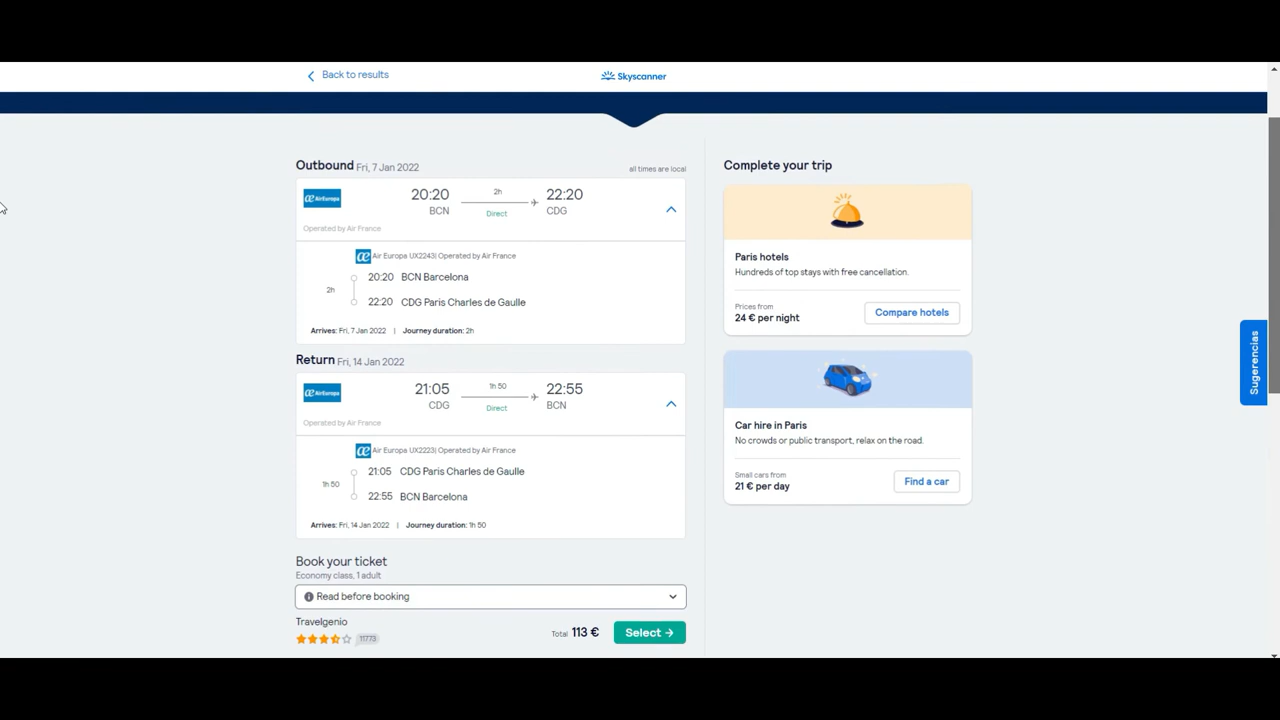 Back to results
Skyscanner
Outbound Fri, 7 Jan 2022
all times are local
AirEuropa
20:20
2h
22:20
BCN
Direct
CDG
Operated by Air France
Air Europa UX2243| Operated by Air France
20:20 BCN Barcelona
2h
22:20 CDG Paris Charles de Gaulle
Arrives: Fri, 7 Jan 2022 | Journey duration: 2h
Return Fri, 14 Jan 2022
AirEuropa
21:05
1h 50
22:55
CDG
Direct
BCN
Operated by Air France
Air Europa UX2223| Operated by Air France
21:05 CDG Paris Charles de Gaulle
1h 50
22:55 BCN Barcelona
Arrives: Fri, 14 Jan 2022 | Journey duration: 1h 50
Book your ticket
Economy class, 1 adult
Read before booking
Travelgenio
11773
Total 113 €
Select →
Complete your trip
Paris hotels
Hundreds of top stays with free cancellation.
Prices from
24 € per night
Compare hotels
Car hire in Paris
No crowds or public transport, relax on the road.
Small cars from
21 € per day
Find a car
Sugerencias